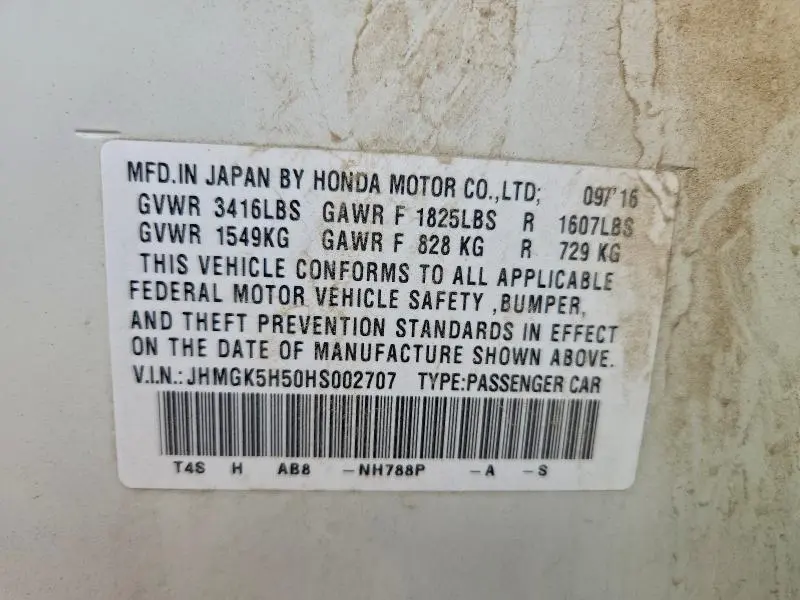 MFD.IN JAPAN BY HONDA MOTOR CO.,LTD; 09/'16
GVWR 3416LBS GAWR F 1825LBS R 1607LBS
GVWR 1549KG GAWR F 828 KG R 729 KG
THIS VEHICLE CONFORMS TO ALL APPLICABLE
FEDERAL MOTOR VEHICLE SAFETY ,BUMPER,
AND THEFT PREVENTION STANDARDS IN EFFECT
ON THE DATE OF MANUFACTURE SHOWN ABOVE.
V.I.N.: JHMGK5H50HS002707 TYPE:PASSENGER CAR
T4S H AB8 -NH788P -A -S